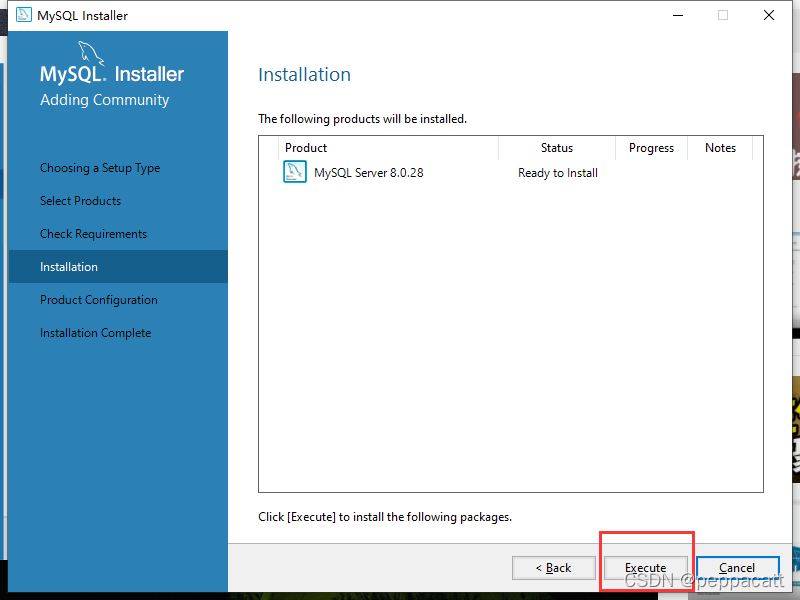 MySQL Installer
MySQL. Installer
Adding Community
Choosing a Setup Type
Select Products
Check Requirements
Installation
Product Configuration
Installation Complete
Installation
The following products will be installed.
Product Status Progress Notes
MySQL Server 8.0.28 Ready to Install
Click [Execute] to install the following packages.
< Back Execute Cancel
CSDN @peppacatt